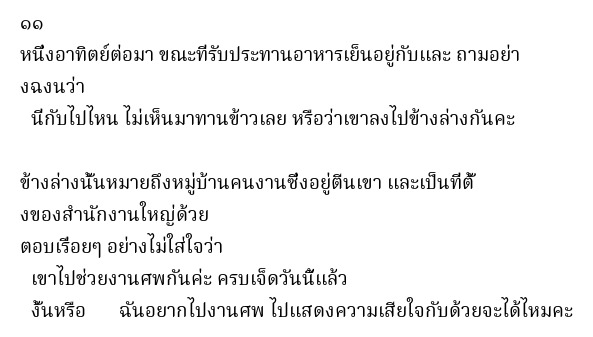 ๑๑
หนึ่งอาทิตย์ต่อมา ขณะที่รับประทานอาหารเย็นอยู่กับและ ถามอย่า
งฉงนว่า
นีกับไปไหน ไม่เห็นมาทานข้าวเลย หรือว่าเขาลงไปข้างล่างกันคะ
ข้างล่างนั้นหมายถึงหมู่บ้านคนงานซึ่งอยู่ตีนเขา และเป็นที่ตั้
งของสำนักงานใหญ่ด้วย
ตอบเรื่อยๆ อย่างไม่ใส่ใจว่า
เขาไปช่วยงานศพกันค่ะ ครบเจ็ดวันนี้แล้ว
งั้นหรือ ฉันอยากไปงานศพ ไปแสดงความเสียใจกับด้วยจะได้ไหมคะ